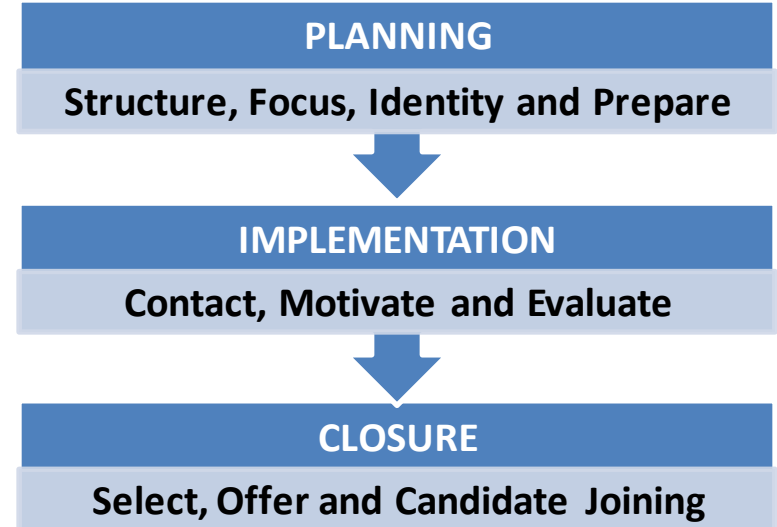 PLANNING
Structure, Focus, Identity and Prepare
IMPLEMENTATION
Contact, Motivate and Evaluate
CLOSURE
Select, Offer and Candidate Joining